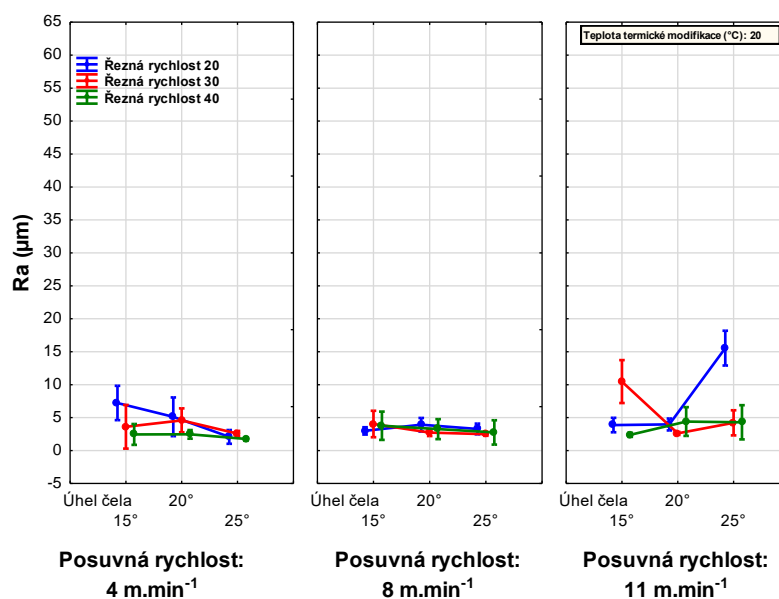 Teplota termické modifikace (°C): 20
Řezná rychlost 20
Řezná rychlost 30
Řezná rychlost 40
Ra (µm)
65
60
55
50
45
40
35
30
25
20
15
10
5
0
-5
Úhel čela 20°
15° 25°
Úhel čela 20°
15° 25°
Úhel čela 20°
15° 25°
Posuvná rychlost:
4 m.min⁻¹
Posuvná rychlost:
8 m.min⁻¹
Posuvná rychlost:
11 m.min⁻¹